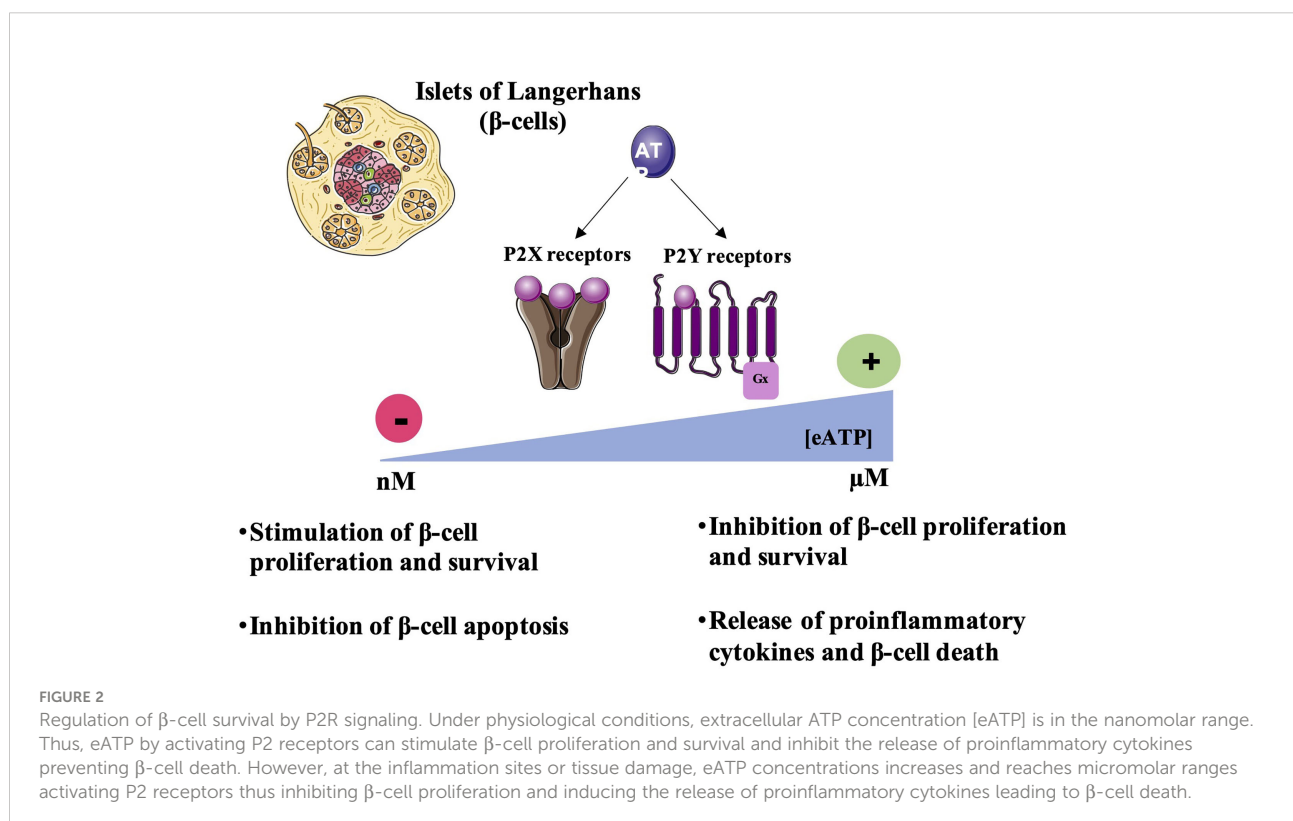 Islets of Langerhans
(β-cells)
AT
P
P2X receptors
P2Y receptors
Gx
+
-
[eATP]
nM
μM
•Stimulation of β-cell
proliferation and survival
•Inhibition of β-cell apoptosis
•Inhibition of β-cell proliferation
and survival
•Release of proinflammatory
cytokines and β-cell death
FIGURE 2
Regulation of β-cell survival by P2R signaling. Under physiological conditions, extracellular ATP concentration [eATP] is in the nanomolar range.
Thus, eATP by activating P2 receptors can stimulate β-cell proliferation and survival and inhibit the release of proinflammatory cytokines
preventing β-cell death. However, at the inflammation sites or tissue damage, eATP concentrations increases and reaches micromolar ranges
activating P2 receptors thus inhibiting β-cell proliferation and inducing the release of proinflammatory cytokines leading to β-cell death.